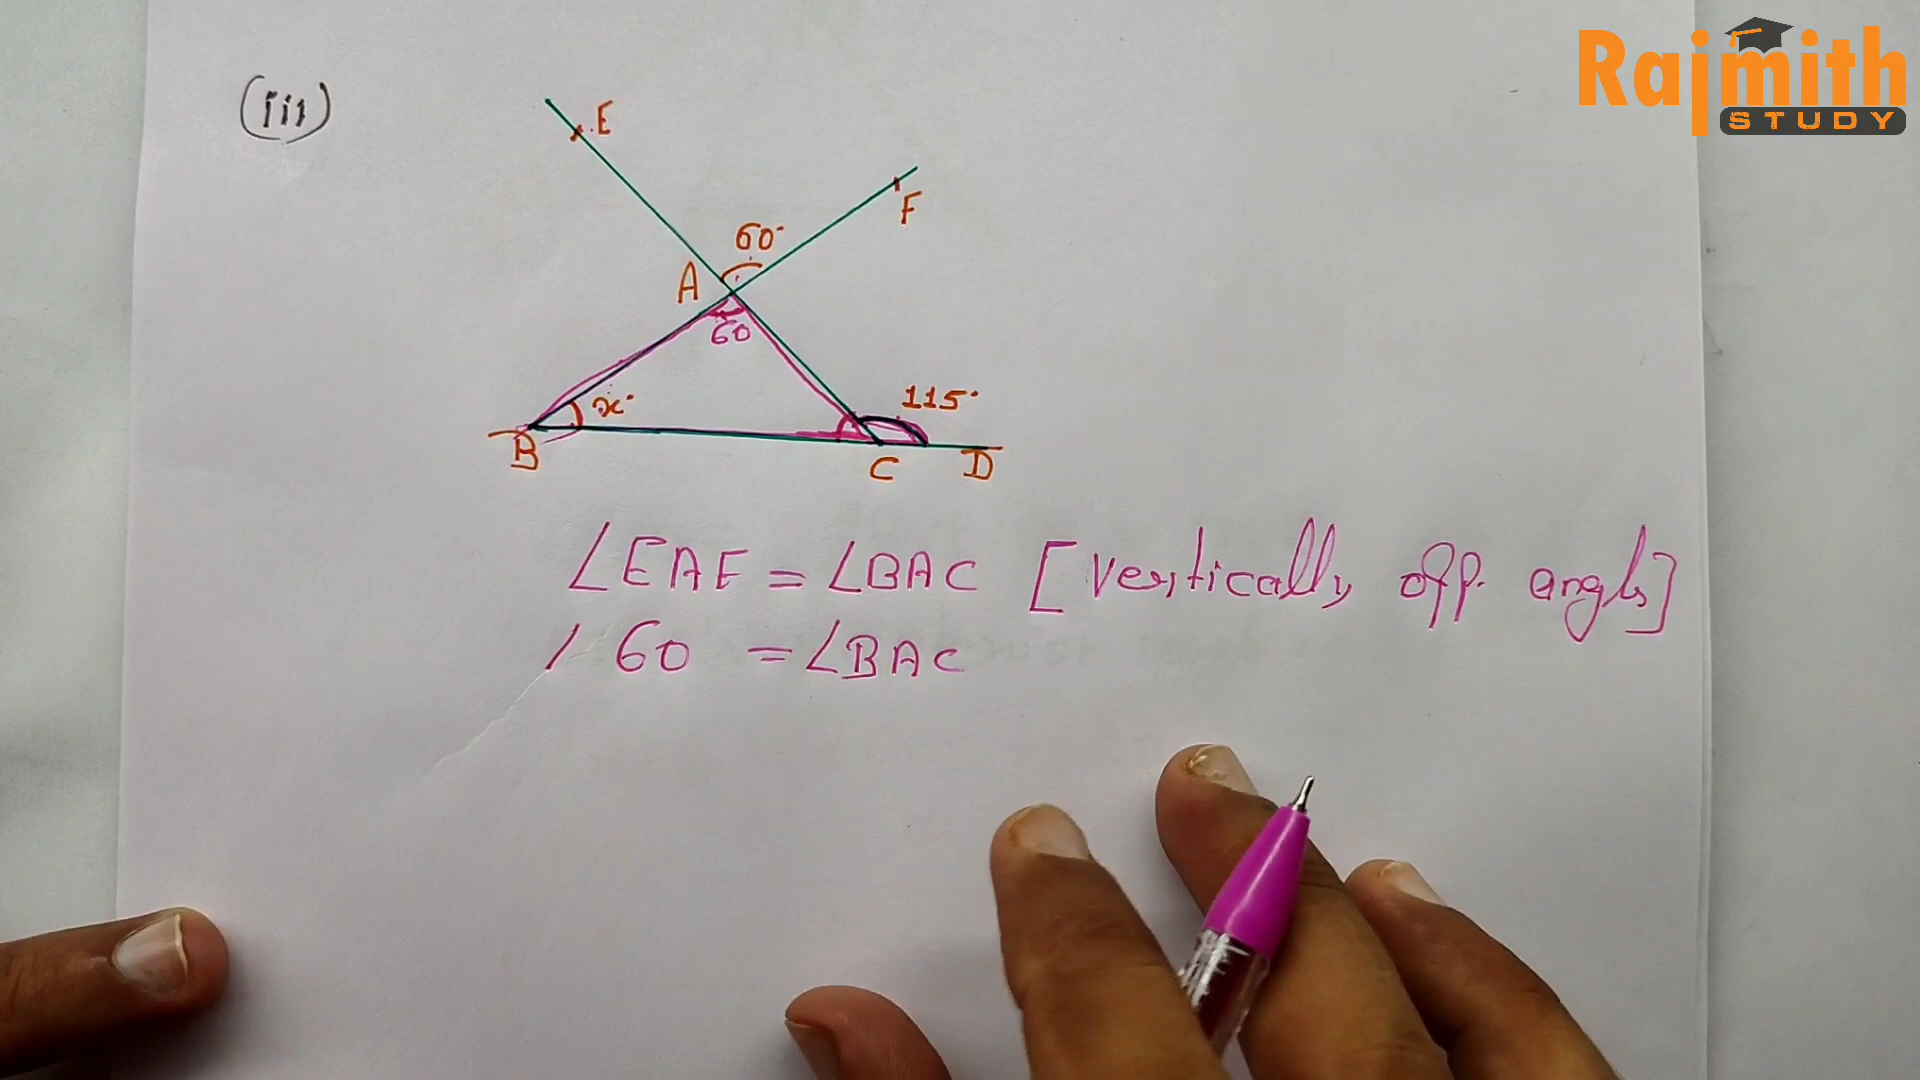 Rajmith
STUDY
(iii)
E
F
60°
A
60
x°
115°
B
C
D
∠EAF = ∠BAC [vertically opp. angles]
60 = ∠BAC